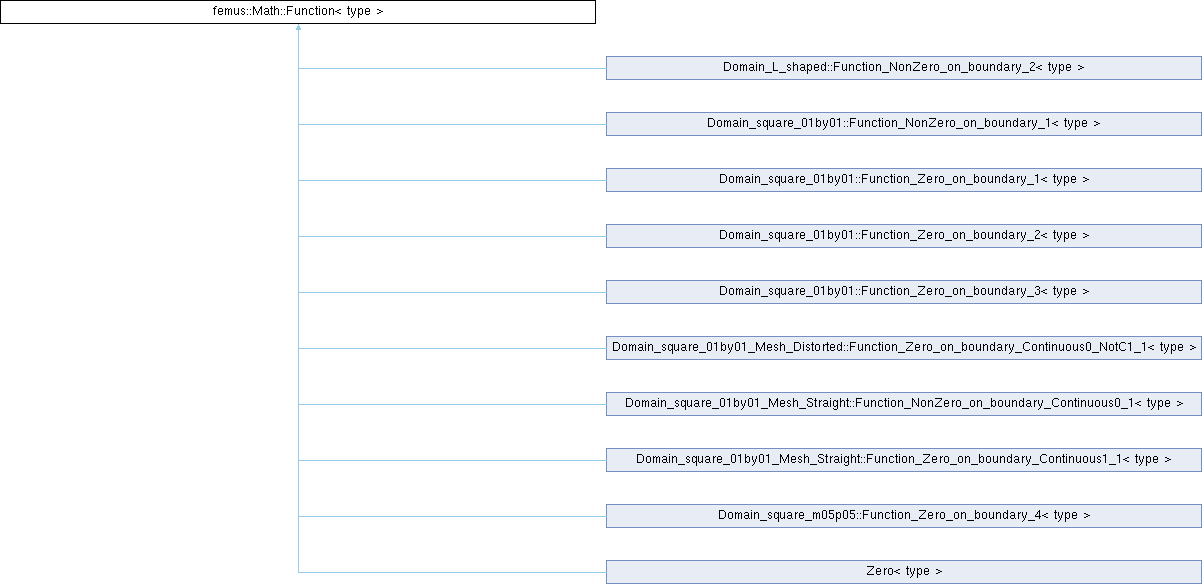 femus::Math::Function< type >
Domain_L_shaped::Function_NonZero_on_boundary_2< type >
Domain_square_01by01::Function_NonZero_on_boundary_1< type >
Domain_square_01by01::Function_Zero_on_boundary_1< type >
Domain_square_01by01::Function_Zero_on_boundary_2< type >
Domain_square_01by01::Function_Zero_on_boundary_3< type >
Domain_square_01by01_Mesh_Distorted::Function_Zero_on_boundary_Continuous0_NotC1_1< type >
Domain_square_01by01_Mesh_Straight::Function_NonZero_on_boundary_Continuous0_1< type >
Domain_square_01by01_Mesh_Straight::Function_Zero_on_boundary_Continuous1_1< type >
Domain_square_m05p05::Function_Zero_on_boundary_4< type >
Zero< type >